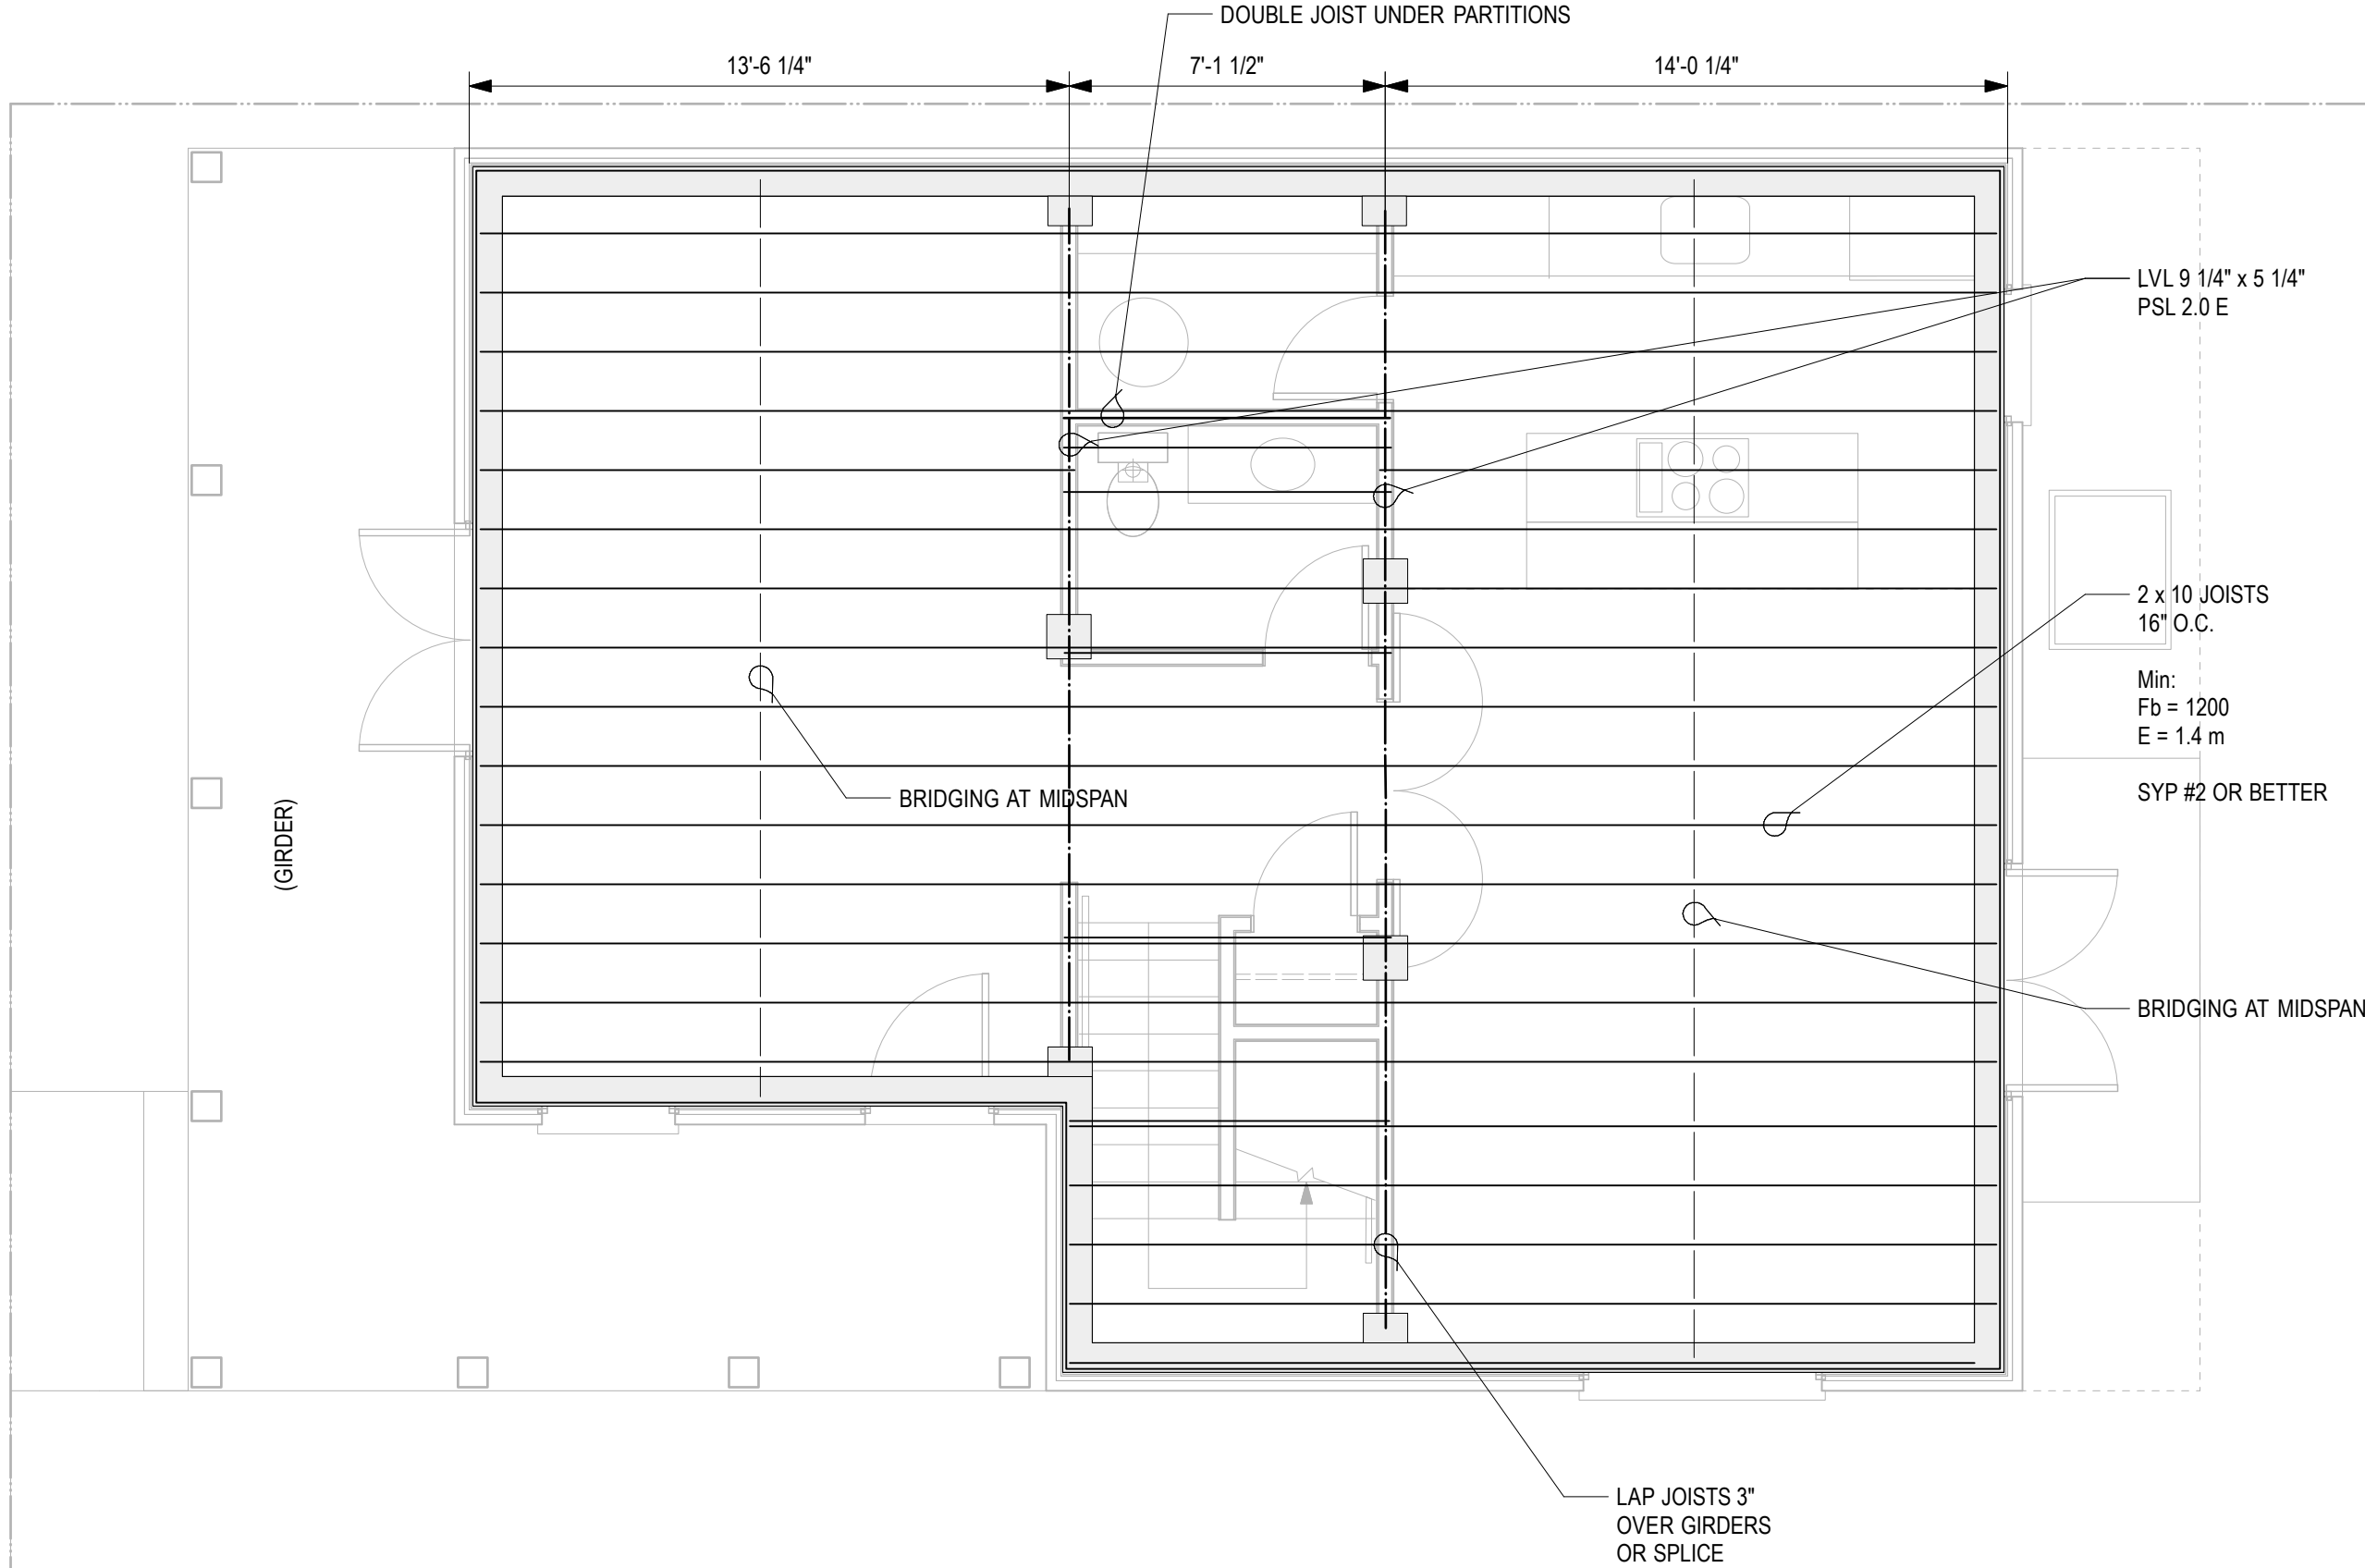 DOUBLE JOIST UNDER PARTITIONS
13'-6 1/4"
7'-1 1/2"
14'-0 1/4"
LVL 9 1/4" x 5 1/4"
PSL 2.0 E
2 x 10 JOISTS
16" O.C.
Min:
Fb = 1200
E = 1.4 m
SYP #2 OR BETTER
BRIDGING AT MIDSPAN
(GIRDER)
BRIDGING AT MIDSPAN
LAP JOISTS 3"
OVER GIRDERS
OR SPLICE